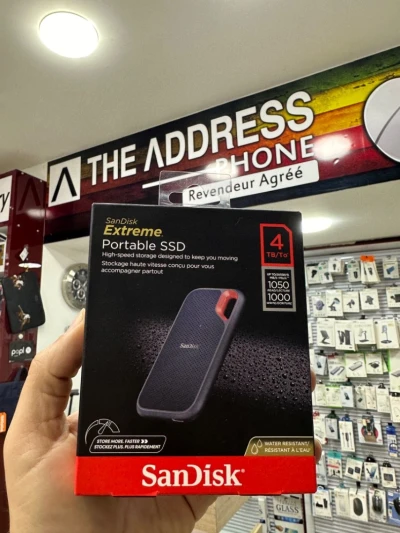 THE ADDRESS
PHONE
Revendeur Agréé
SanDisk
Extreme
Portable SSD
High-speed storage designed to keep you moving
Stockage haute vitesse conçu pour vous
accompagner partout
4
TB/To
1050
1000
SanDisk
STORE MORE. FASTER
STOCKEZ PLUS. PLUS RAPIDEMENT
WATER RESISTANT/
RÉSISTANT À L'EAU
SanDisk
GLASS